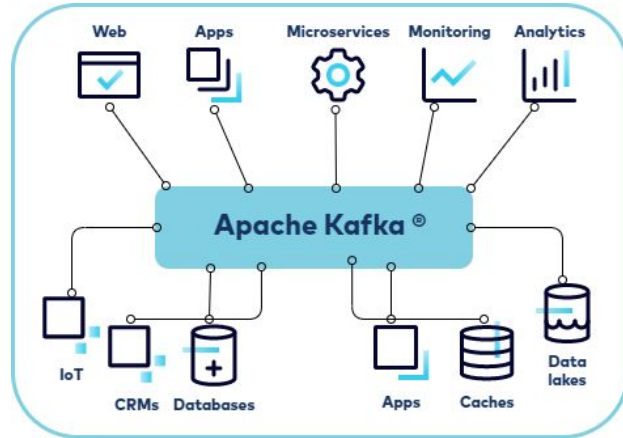 Web
Apps
Microservices
Monitoring
Analytics
Apache Kafka ®
IoT
CRMs
Databases
Apps
Caches
Data
lakes